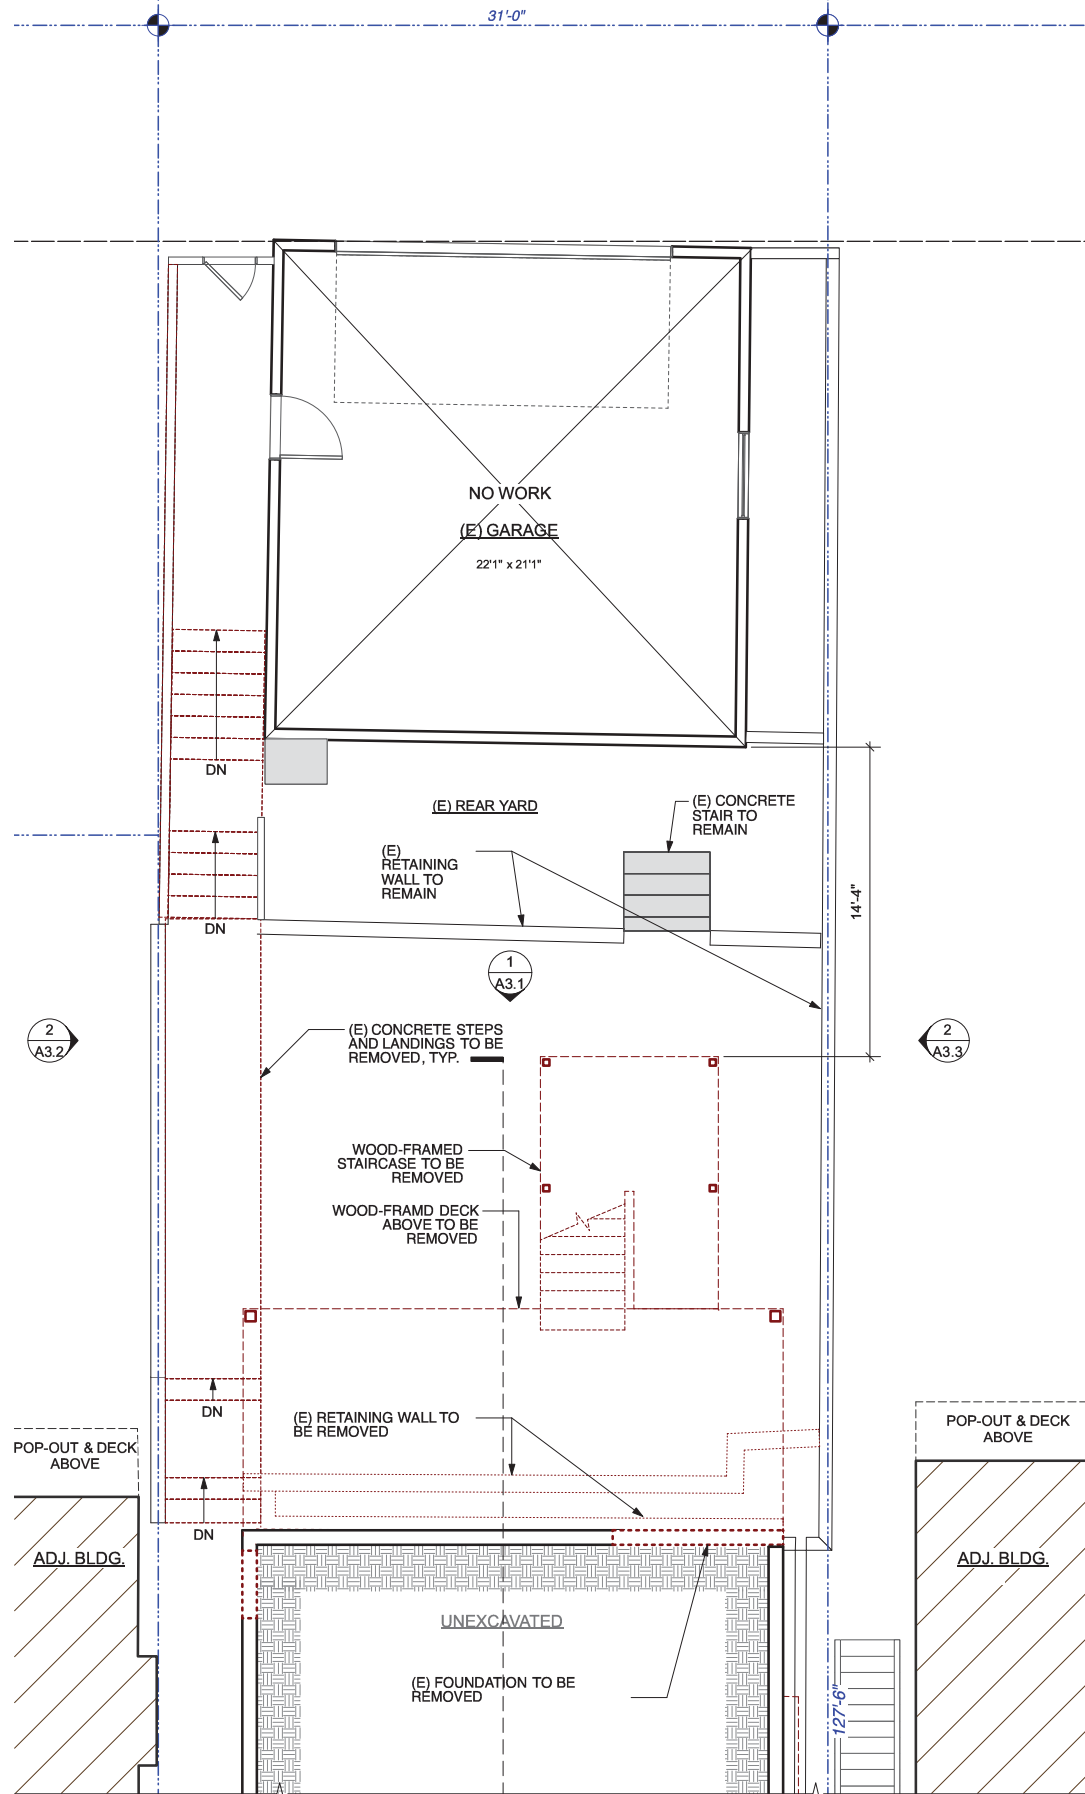 31'-0"
NO WORK
(E) GARAGE
22'1" x 21'1"
DN
(E) REAR YARD
(E) CONCRETE
STAIR TO
REMAIN
(E)
RETAINING
WALL TO
REMAIN
14'-4"
DN
1
A3.1
2
A3.2
(E) CONCRETE STEPS
AND LANDINGS TO BE
REMOVED, TYP.
2
A3.3
WOOD-FRAMED
STAIRCASE TO BE
REMOVED
WOOD-FRAMD DECK
ABOVE TO BE
REMOVED
DN
(E) RETAINING WALL TO
BE REMOVED
POP-OUT & DECK
ABOVE
POP-OUT & DECK
ABOVE
DN
ADJ. BLDG.
ADJ. BLDG.
UNEXCAVATED
(E) FOUNDATION TO BE
REMOVED
127'-6"